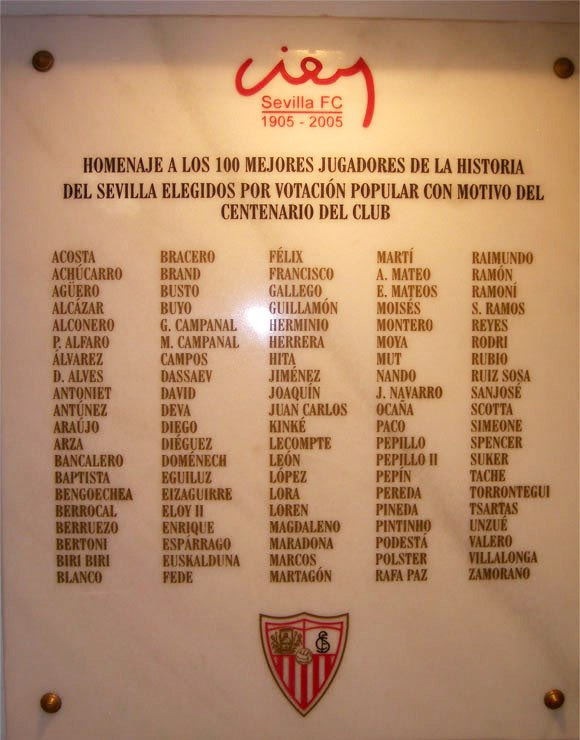 cien
Sevilla FC
1905 - 2005
HOMENAJE A LOS 100 MEJORES JUGADORES DE LA HISTORIA
DEL SEVILLA ELEGIDOS POR VOTACIÓN POPULAR CON MOTIVO DEL
CENTENARIO DEL CLUB
ACOSTA
ACHÚCARRO
AGÜERO
ALCÁZAR
ALCONERO
P. ALFARO
ÁLVAREZ
D. ALVES
ANTONIET
ANTÚNEZ
ARAÚJO
ARZA
BANCALERO
BAPTISTA
BENGOECHEA
BERROCAL
BERRUEZO
BERTONI
BIRI BIRI
BLANCO
BRACERO
BRAND
BUSTO
BUYO
G. CAMPANAL
M. CAMPANAL
CAMPOS
DASSAEV
DAVID
DEVA
DIEGO
DIÉGUEZ
DOMÉNECH
EGUILUZ
EIZAGUIRRE
ELOY II
ENRIQUE
ESPÁRRAGO
EUSKALDUNA
FEDE
FÉLIX
FRANCISCO
GALLEGO
GUILLAMÓN
HERMINIO
HERRERA
HITA
JIMÉNEZ
JOAQUÍN
JUAN CARLOS
KINKÉ
LECOMPTE
LEÓN
LÓPEZ
LORA
LOREN
MAGDALENO
MARADONA
MARCOS
MARTAGÓN
MARTÍ
A. MATEO
E. MATEOS
MOISÉS
MONTERO
MOYA
MUT
NANDO
J. NAVARRO
OCAÑA
PACO
PEPILLO
PEPILLO II
PEPÍN
PEREDA
PINEDA
PINTINHO
PODESTÁ
POLSTER
RAFA PAZ
RAIMUNDO
RAMÓN
RAMONÍ
S. RAMOS
REYES
RODRI
RUBIO
RUIZ SOSA
SANJOSÉ
SCOTTA
SIMEONE
SPENCER
SUKER
TACHE
TORRONTEGUI
TSARTAS
UNZUÉ
VALERO
VILLALONGA
ZAMORANO